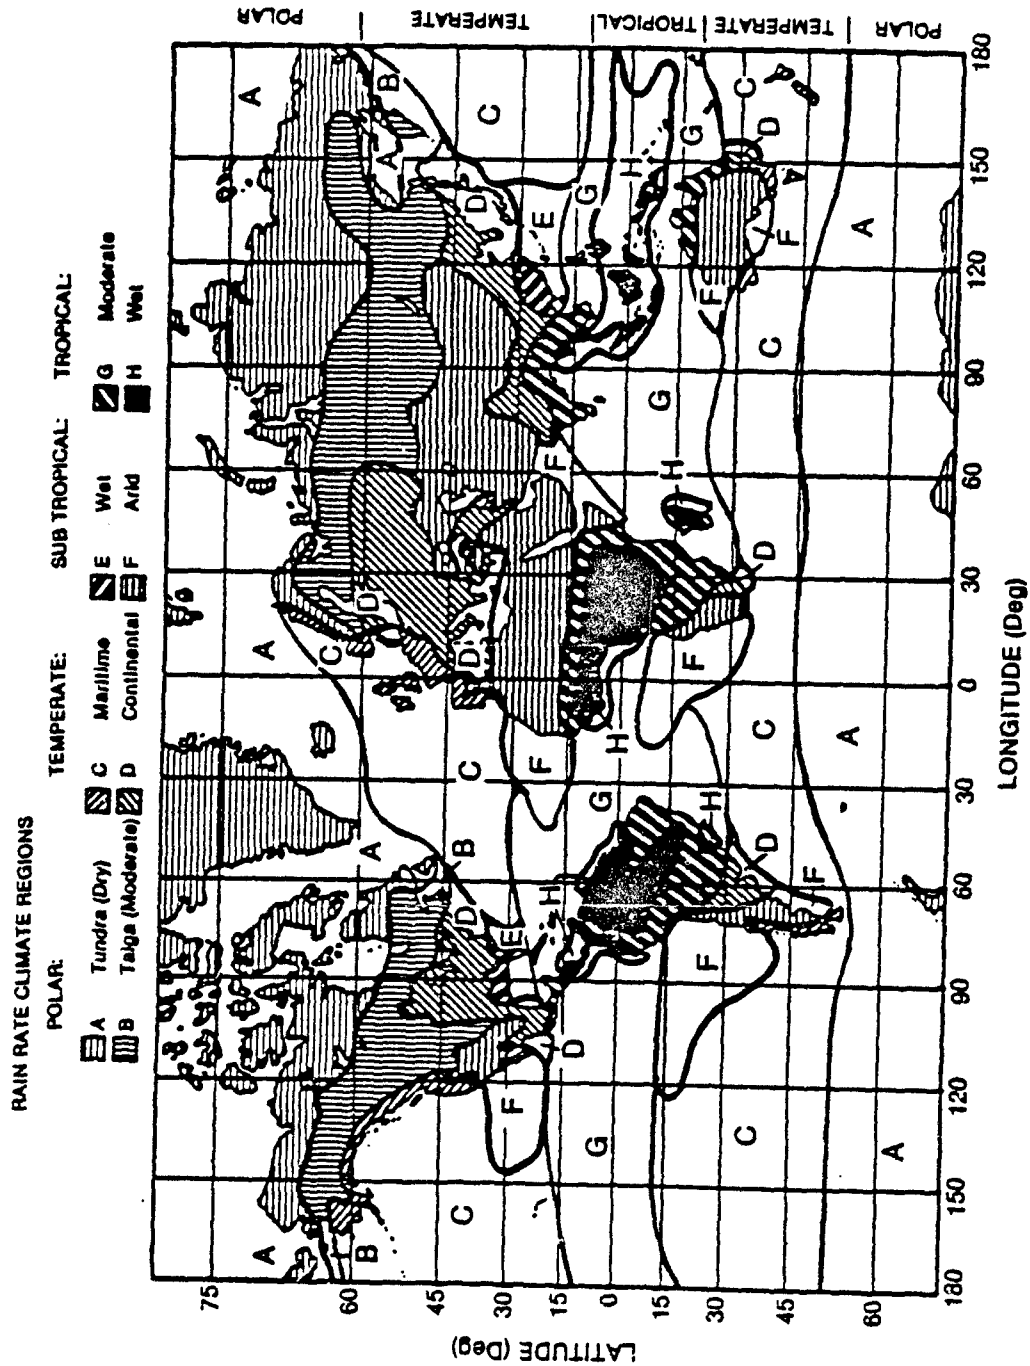 RAIN RATE CLIMATE REGIONS
POLAR: TEMPERATE: SUB TROPICAL: TROPICAL:
A Tundra (Dry) C Maritime E Wet G Moderate
B Taiga (Moderate) D Continental F Arid H Wet
POLAR TEMPERATE TROPICAL TEMPERATE POLAR
LATITUDE (Deg)
75
60
45
30
15
0
15
30
45
60
180 150 120 90 60 30 0 30 60 90 120 150 180
LONGITUDE (Deg)
A A A A
B B C B
A B A
C D C D C
D D
F E F F E G
D H G
G H G H H G
F H F F
C D C D C F D C
F F
A A A